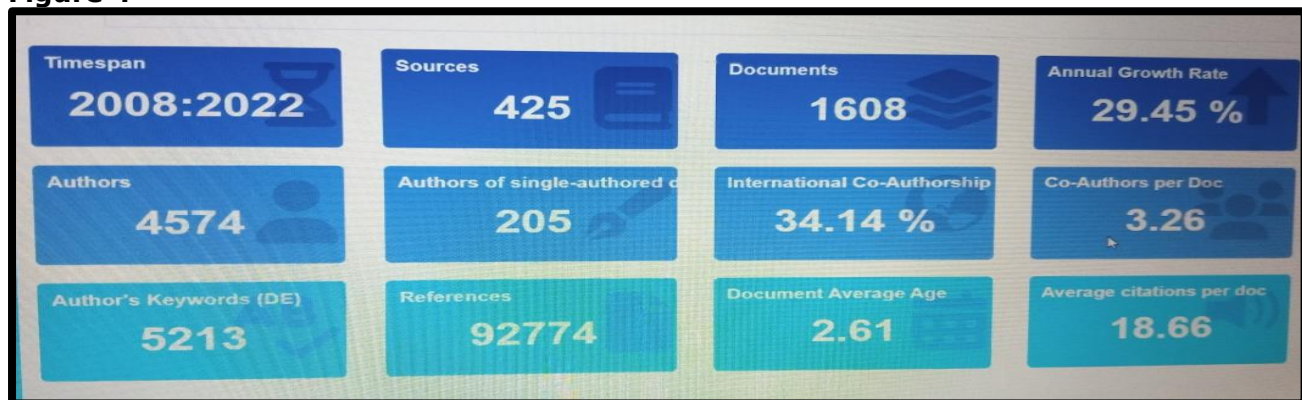 Timespan
2008:2022
Sources
425
Documents
1608
Annual Growth Rate
29.45 %
Authors
4574
Authors of single-authored
205
International Co-Authorship
34.14 %
Co-Authors per Doc
3.26
Author's Keywords (DE)
5213
References
92774
Document Average Age
2.61
Average citations per doc
18.66